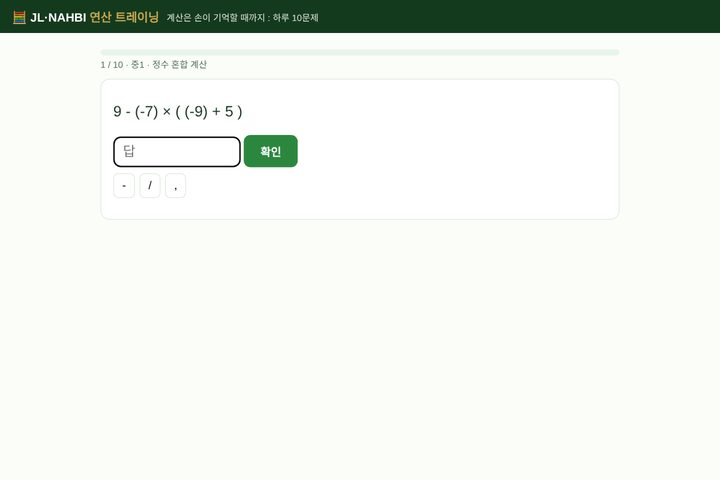 JL·NAHBI 연산 트레이닝 계산은 손이 기억할 때까지 : 하루 10문제
1 / 10 · 중1 · 정수 혼합 계산
9 - (-7) × ( (-9) + 5 )
답 확인
- / ,